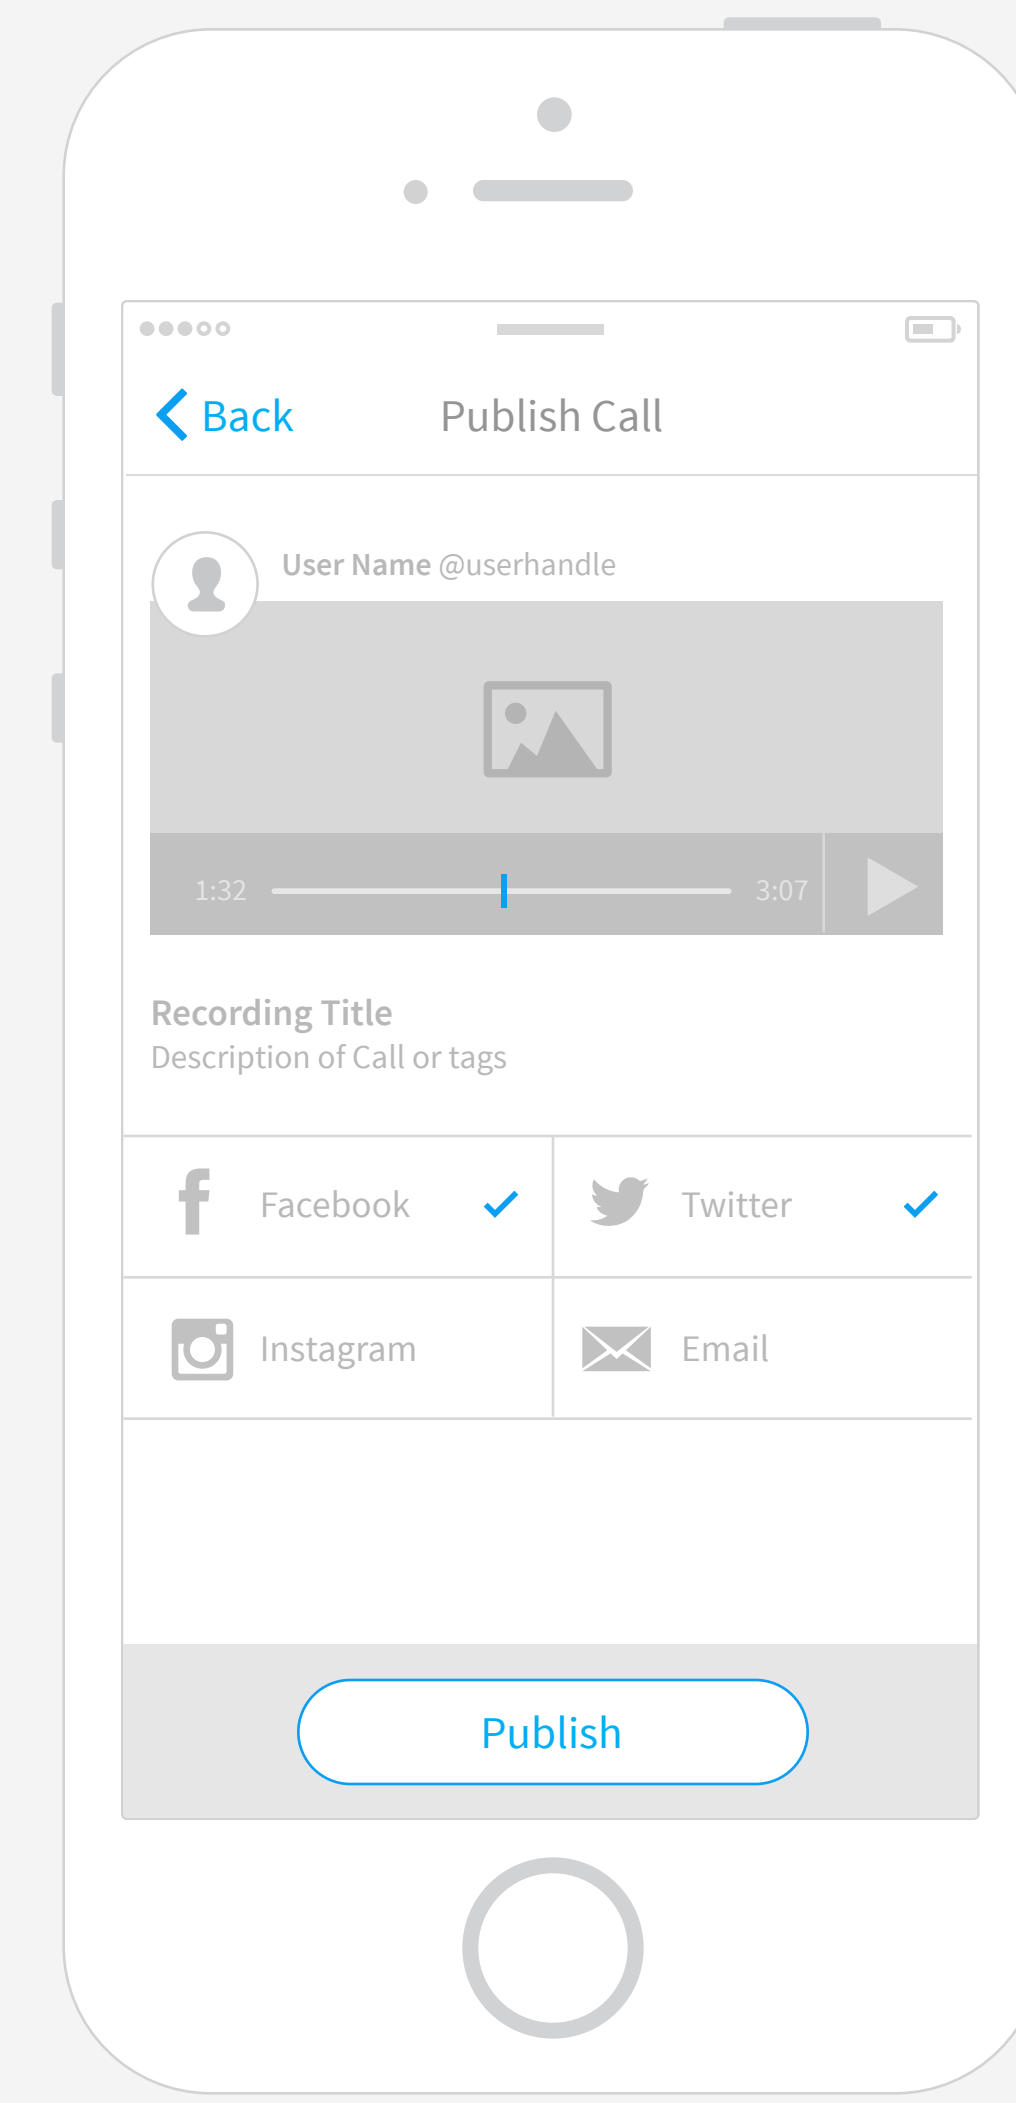 Back Publish Call
User Name @userhandle
1:32 3:07
Recording Title
Description of Call or tags
Facebook Twitter
Instagram Email
Publish